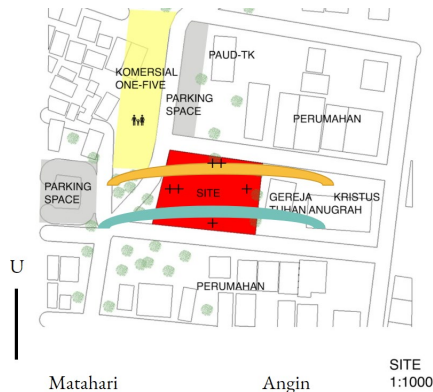 PAUD-TK
KOMERSIAL
ONE-FIVE
PARKING
SPACE
PERUMAHAN
PARKING
SPACE
SITE
GEREJA KRISTUS
TUHAN ANUGRAH
U
PERUMAHAN
Matahari
Angin
SITE
1:1000